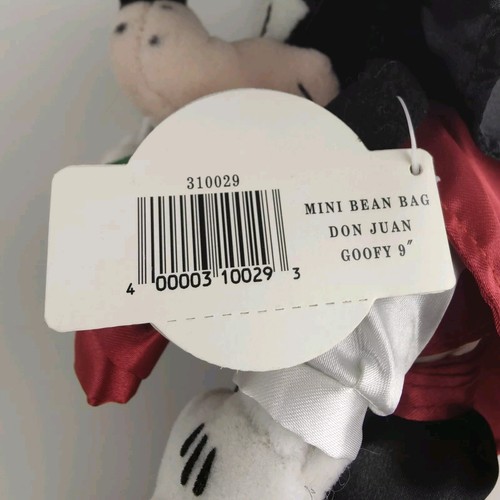 310029
4 00003 10029 3
MINI BEAN BAG
DON JUAN
GOOFY 9"